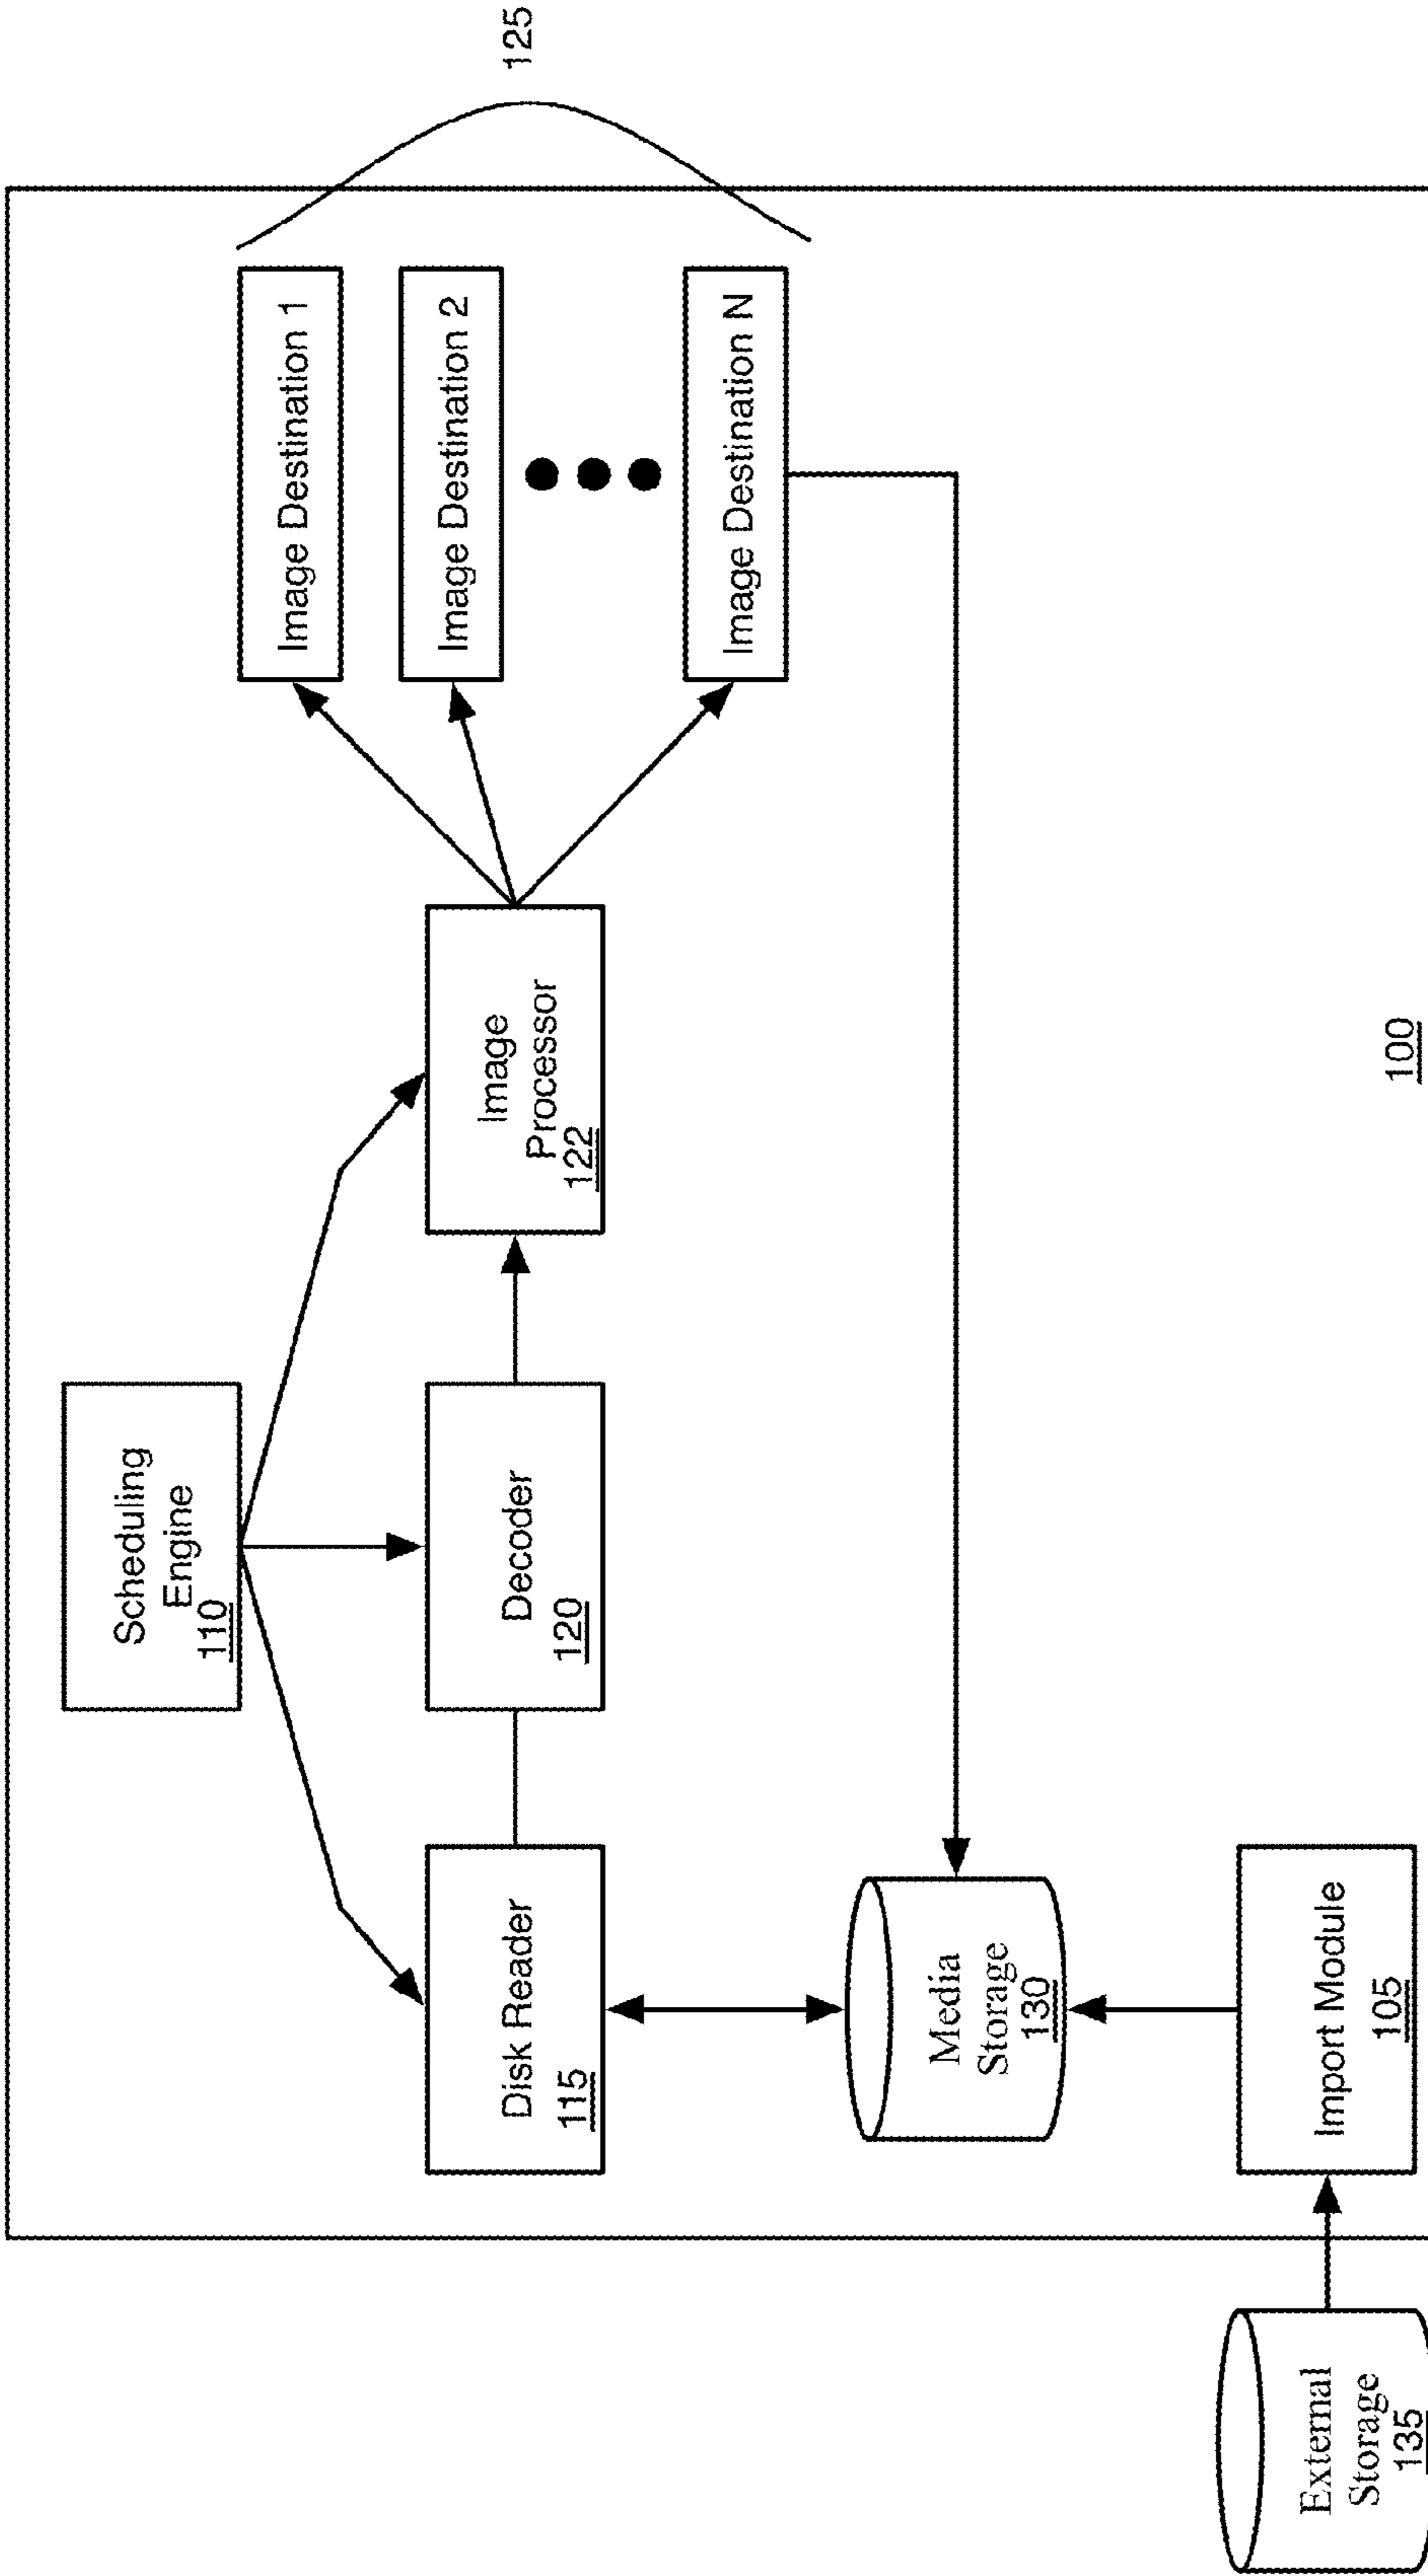 Scheduling
Engine
110
Disk Reader
115
Decoder
120
Image
Processor
122
Image Destination 1
Image Destination 2
Image Destination N
125
Media
Storage
130
External
Storage
135
Import Module
105
100